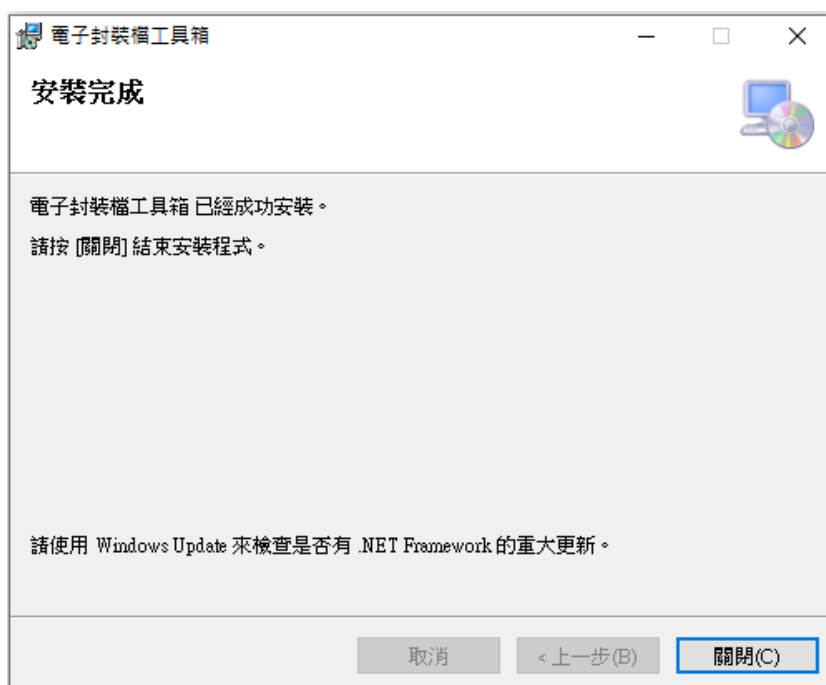 電子封裝檔工具箱
安裝完成
電子封裝檔工具箱 已經成功安裝。
請按 [關閉] 結束安裝程式。
請使用 Windows Update 來檢查是否有 .NET Framework 的重大更新。
取消
<上一步(B)
關閉(C)